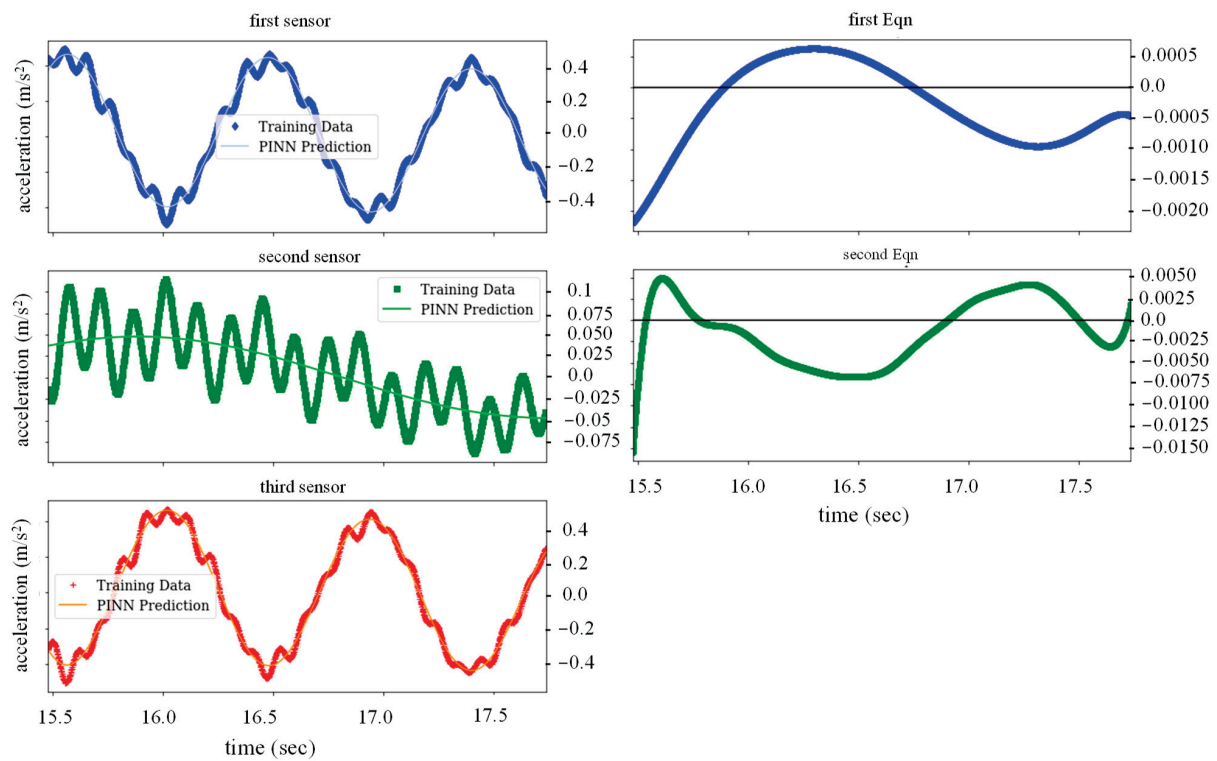 first sensor
acceleration (m/s²)
0.4
0.2
0.0
−0.2
−0.4
Training Data
PINN Prediction
first Eqn
0.0005
0.0
−0.0005
−0.0010
−0.0015
−0.0020
second sensor
acceleration (m/s²)
0.1
0.075
0.050
0.025
0.0
−0.025
−0.05
−0.075
Training Data
PINN Prediction
second Eqn
0.0050
0.0025
0.0
−0.0025
−0.0050
−0.0075
−0.0100
−0.0125
−0.0150
15.5 16.0 16.5 17.0 17.5
time (sec)
third sensor
acceleration (m/s²)
0.4
0.2
0.0
−0.2
−0.4
Training Data
PINN Prediction
15.5 16.0 16.5 17.0 17.5
time (sec)